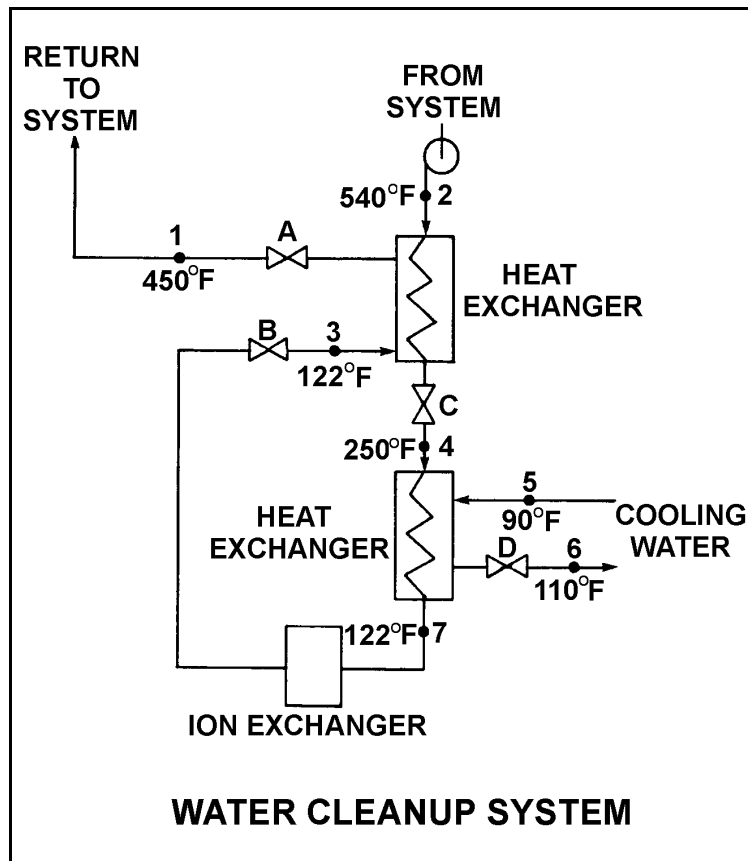 RETURN
TO
SYSTEM
FROM
SYSTEM
540°F 2
1
A
450°F
HEAT
EXCHANGER
B
3
122°F
C
250°F 4
5
HEAT
EXCHANGER
90°F
COOLING
WATER
D
6
110°F
122°F 7
ION EXCHANGER
WATER CLEANUP SYSTEM